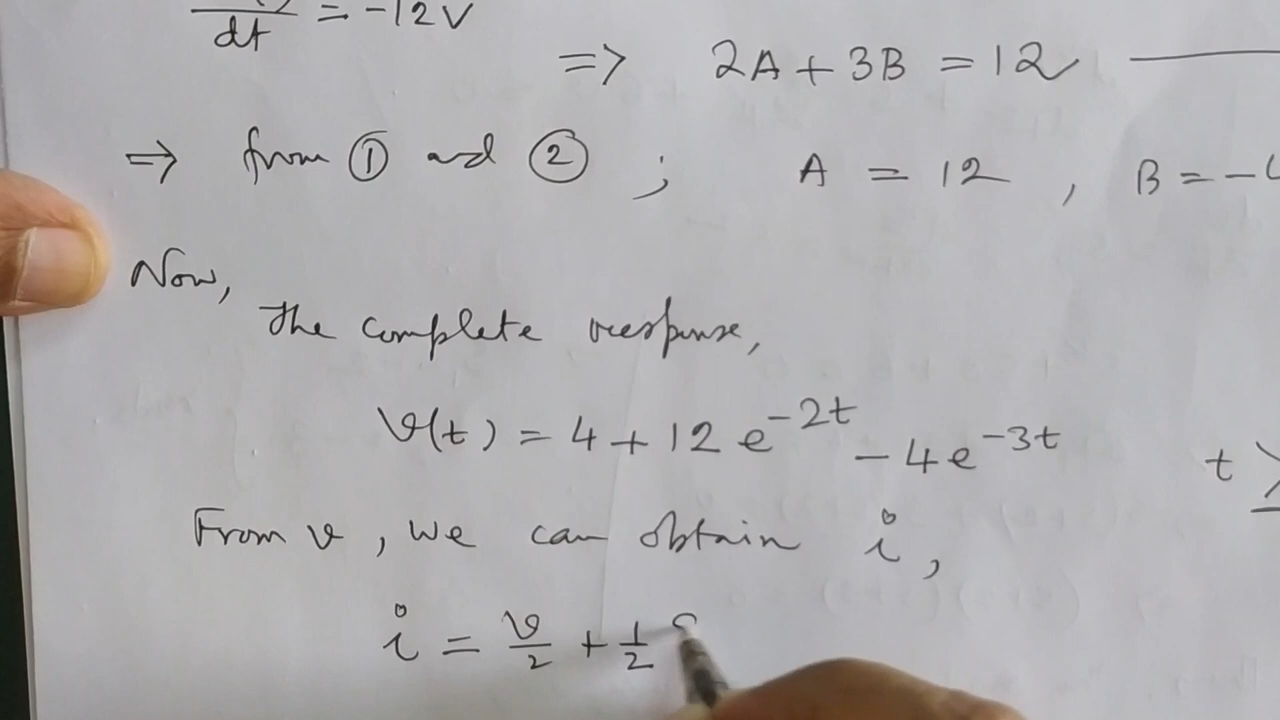 dt = -12V
=> 2A + 3B = 12
=> from ① and ② ; A = 12 , B = -
Now,
the complete response,
v(t) = 4 + 12 e^{-2t} - 4e^{-3t} t ≥
From v, we can obtain i,
i = v/2 + 1/2